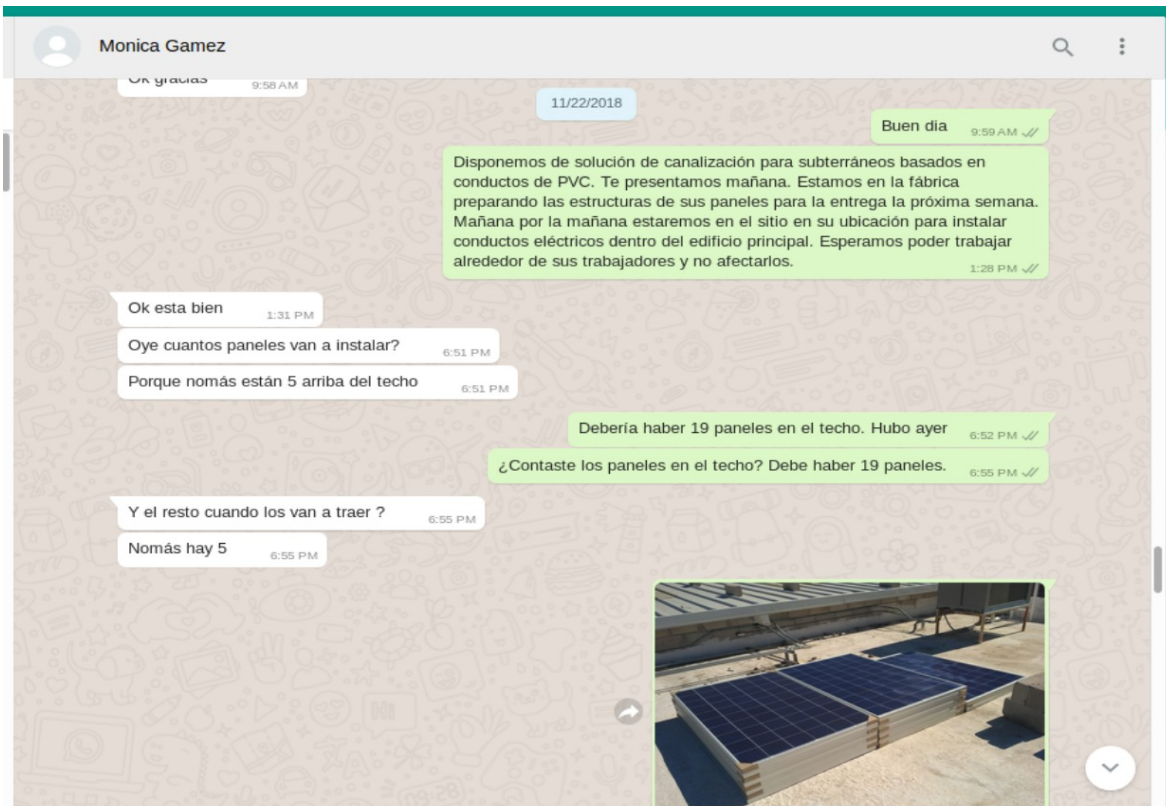 Monica Gamez
Ok gracias 9:58 AM
11/22/2018
Buen dia 9:59 AM
Disponemos de solución de canalización para subterráneos basados en
conductos de PVC. Te presentamos mañana. Estamos en la fábrica
preparando las estructuras de sus paneles para la entrega la próxima semana.
Mañana por la mañana estaremos en el sitio en su ubicación para instalar
conductos eléctricos dentro del edificio principal. Esperamos poder trabajar
alrededor de sus trabajadores y no afectarlos. 1:28 PM
Ok esta bien 1:31 PM
Oye cuantos paneles van a instalar? 6:51 PM
Porque nomás están 5 arriba del techo 6:51 PM
Debería haber 19 paneles en el techo. Hubo ayer 6:52 PM
¿Contaste los paneles en el techo? Debe haber 19 paneles. 6:55 PM
Y el resto cuando los van a traer ? 6:55 PM
Nomás hay 5 6:55 PM